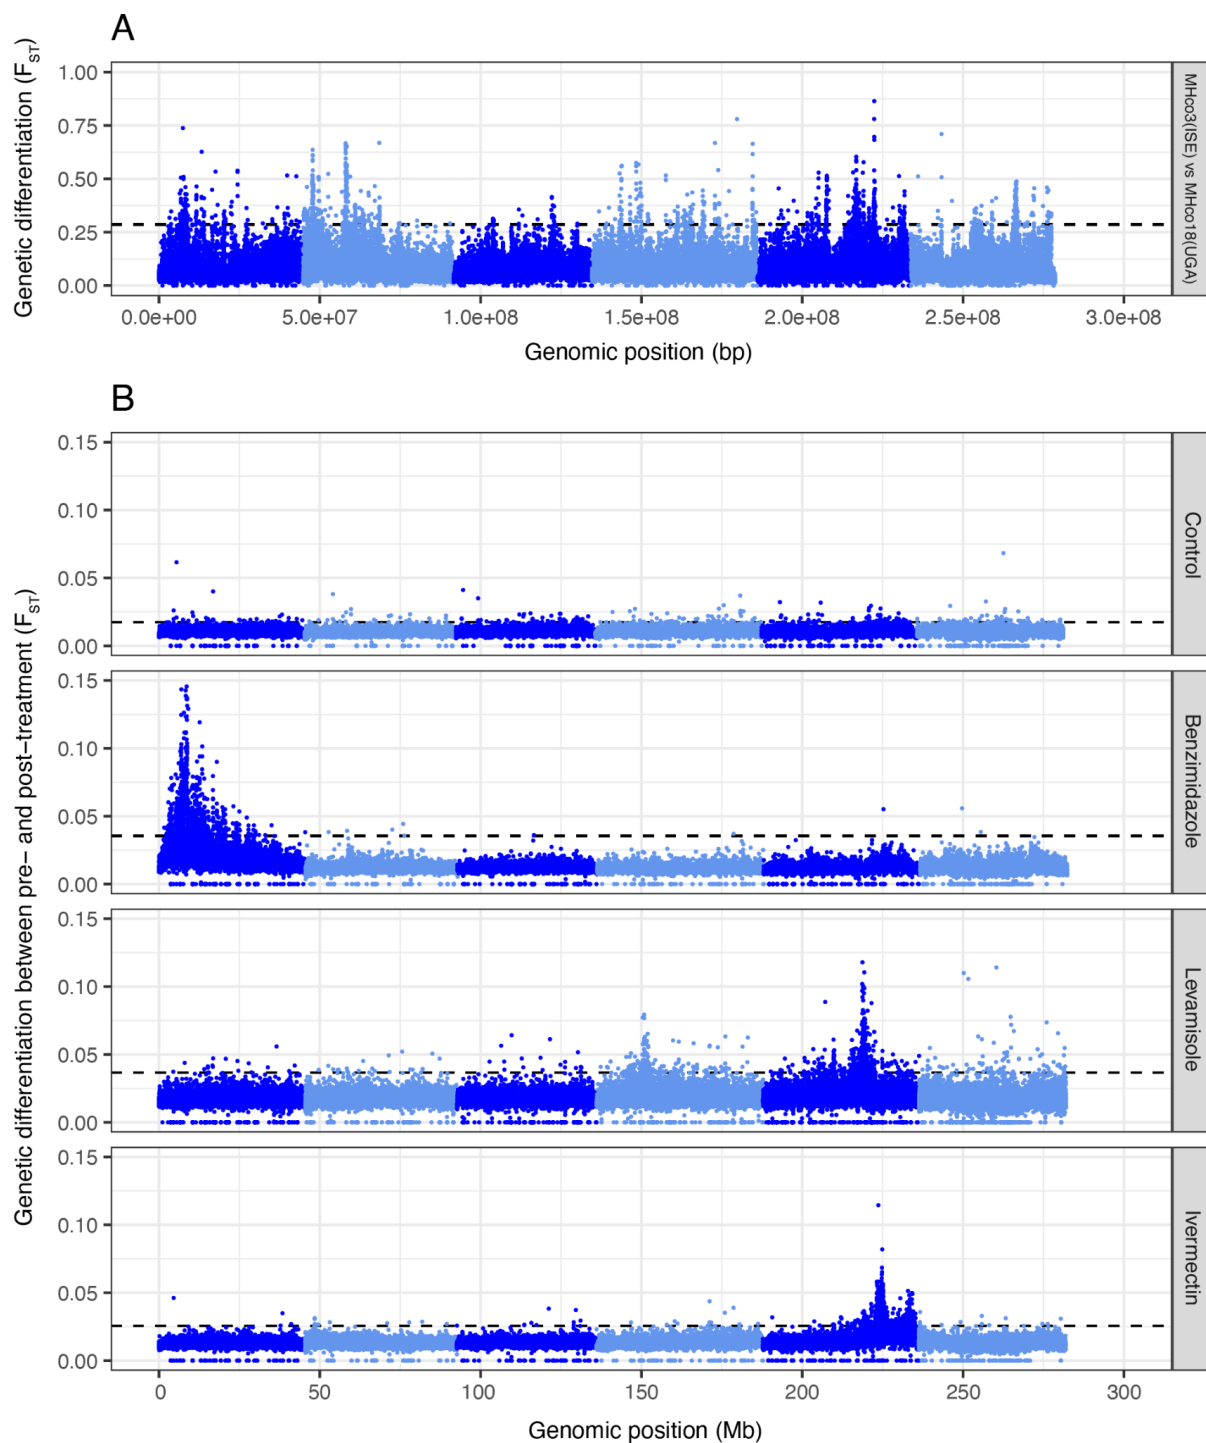 A
Genetic differentiation (FST)
1.00
0.75
0.50
0.25
0.00
MHco3(ISE) vs MHco18(UGA)
0.0e+00 5.0e+07 1.0e+08 1.5e+08 2.0e+08 2.5e+08 3.0e+08
Genomic position (bp)
B
Genetic differentiation between pre− and post−treatment (FST)
0.15
0.10
0.05
0.00
Control
0.15
0.10
0.05
0.00
Benzimidazole
0.15
0.10
0.05
0.00
Levamisole
0.15
0.10
0.05
0.00
Ivermectin
0 50 100 150 200 250 300
Genomic position (Mb)